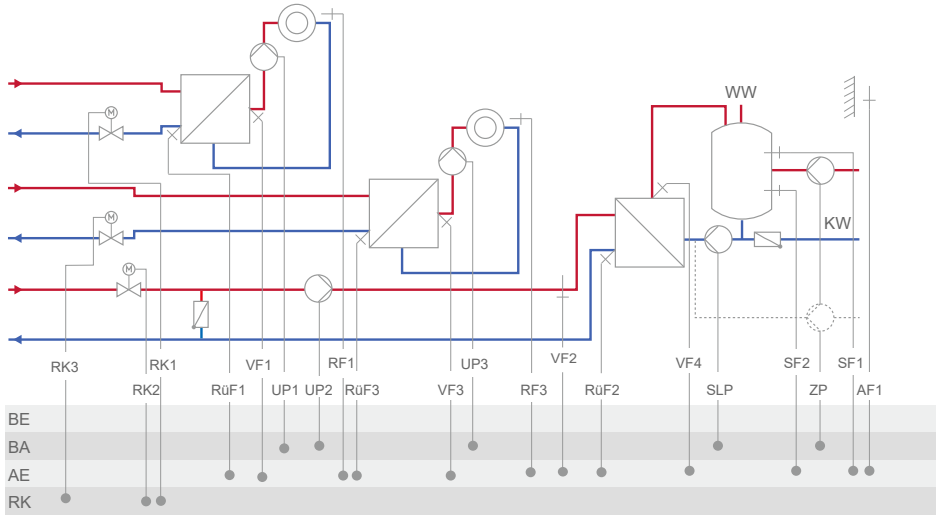 WW
M
KW
M
M
RK3
RK1
VF1
RF1
UP3
VF2
VF4
SF2
SF1
RK2
RüF1
UP1
UP2
RüF3
VF3
RF3
RüF2
SLP
ZP
AF1
BE
BA
AE
RK